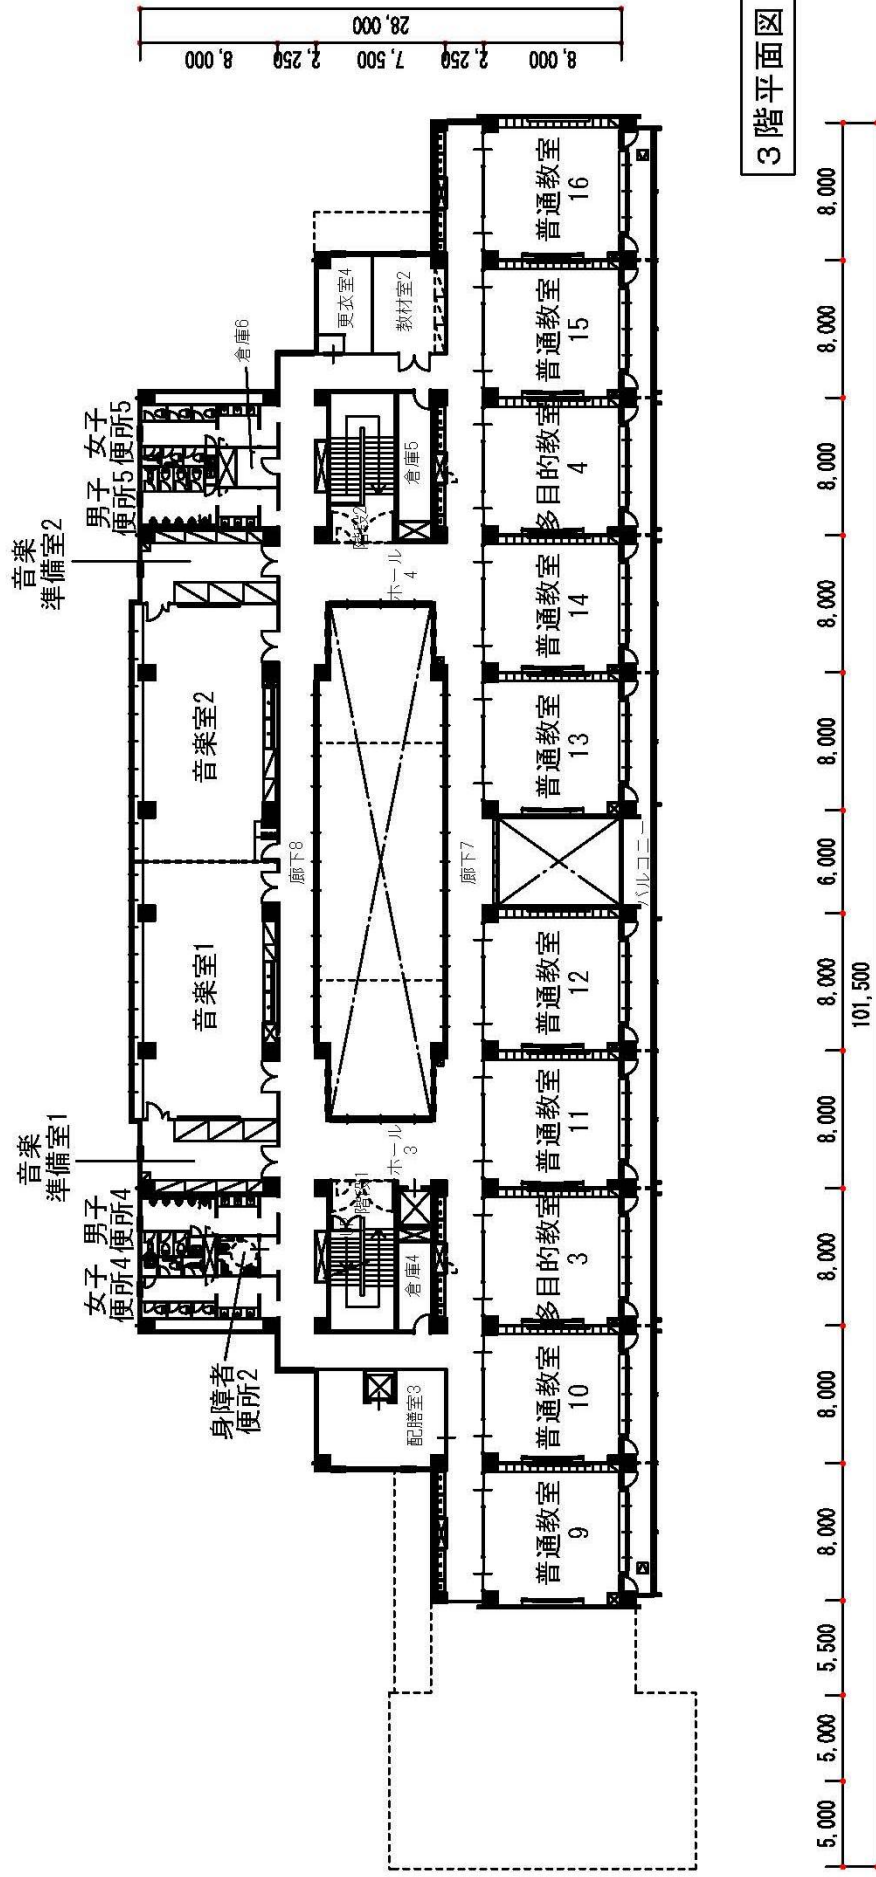 3階平面図
28,000
8,000
2,250
7,500
2,250
8,000
女子
便所4
男子
便所4
音楽
準備室1
音楽
準備室2
男子
便所5
女子
便所5
身障者
便所2
音楽室1
音楽室2
倉庫6
廊下8
配膳室3
倉庫4
階段1
ホール
3
ホール
4
階段2
倉庫5
更衣室4
教材室2
廊下7
普通教室
9
普通教室
10
多目的教室
3
普通教室
11
普通教室
12
普通教室
13
普通教室
14
多目的教室
4
普通教室
15
普通教室
16
バルコニー
5,000
5,000
5,500
8,000
8,000
8,000
8,000
8,000
6,000
8,000
8,000
8,000
8,000
8,000
101,500